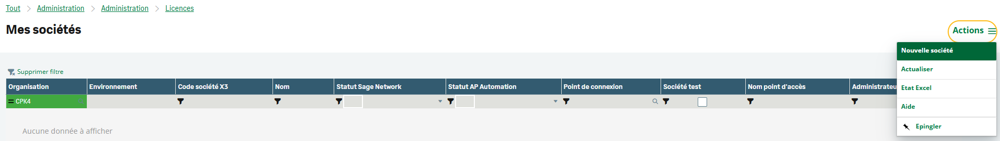 Tout Administration Administration Licences
Mes sociétés
Actions
Nouvelle société
Actualiser
Etat Excel
Aide
Epingler
Supprimer filtre
Organisation Environnement Code société X3 Nom Statut Sage Network Statut AP Automation Point de connexion Société test Nom point d'accès Administrateu
= CPK4
Aucune donnée à afficher